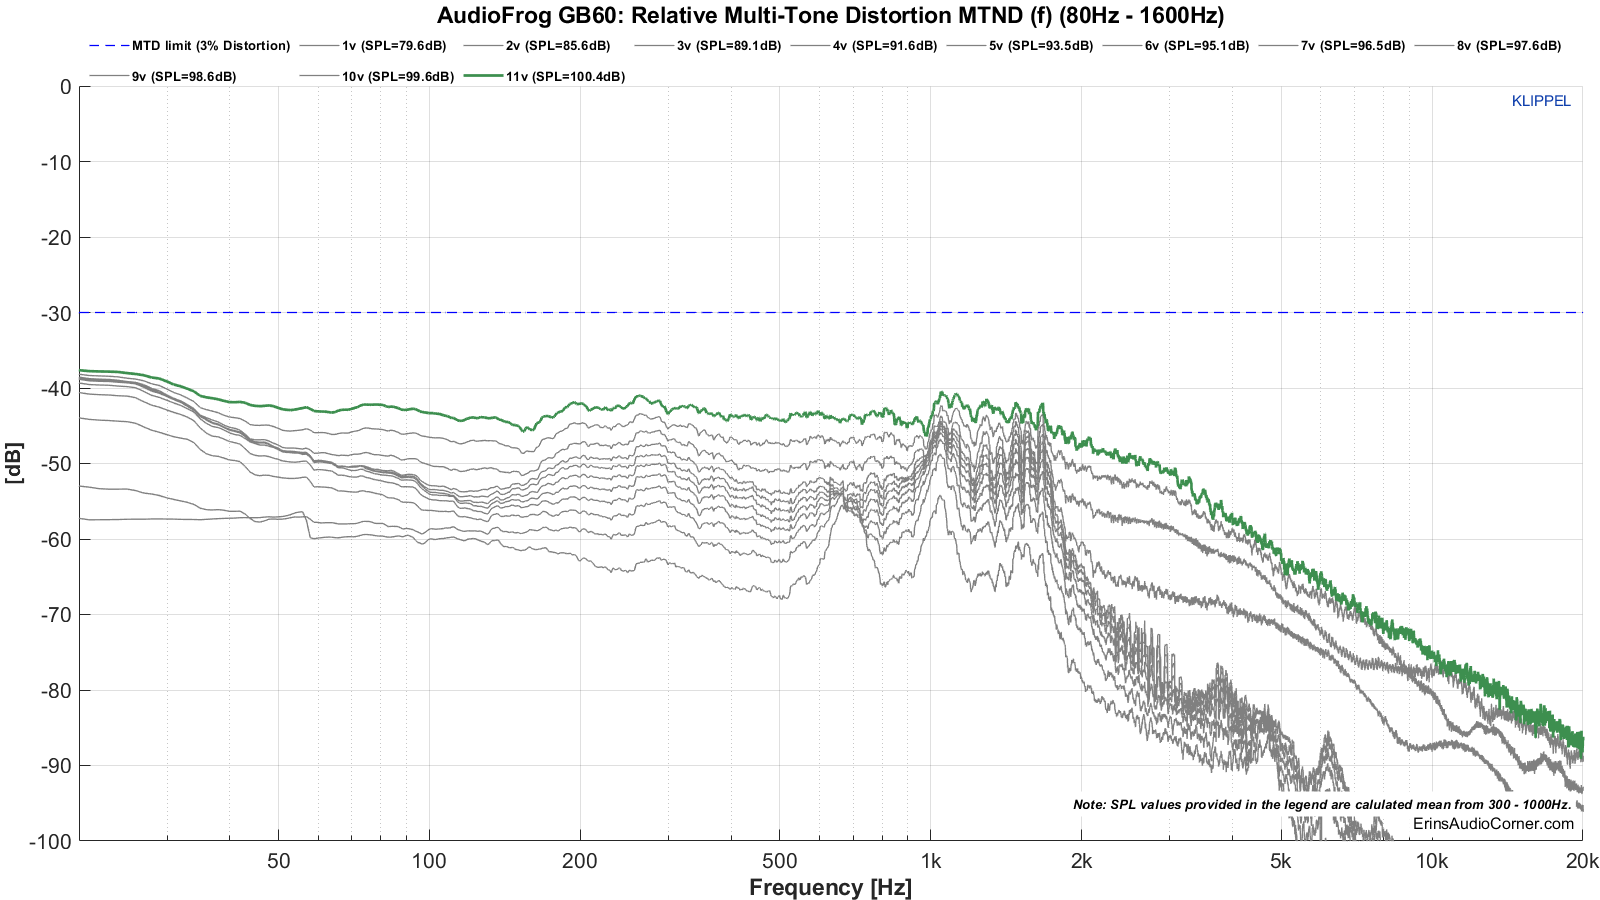 AudioFrog GB60: Relative Multi-Tone Distortion MTND (f) (80Hz - 1600Hz)
MTD limit (3% Distortion) 1v (SPL=79.6dB) 2v (SPL=85.6dB) 3v (SPL=89.1dB) 4v (SPL=91.6dB) 5v (SPL=93.5dB) 6v (SPL=95.1dB) 7v (SPL=96.5dB) 8v (SPL=97.6dB)
9v (SPL=98.6dB) 10v (SPL=99.6dB) 11v (SPL=100.4dB)
KLIPPEL
0
-10
-20
-30
-40
-50
-60
-70
-80
-90
-100
[dB]
Note: SPL values provided in the legend are calulated mean from 300 - 1000Hz.
ErinsAudioCorner.com
50 100 200 500 1k 2k 5k 10k 20k
Frequency [Hz]